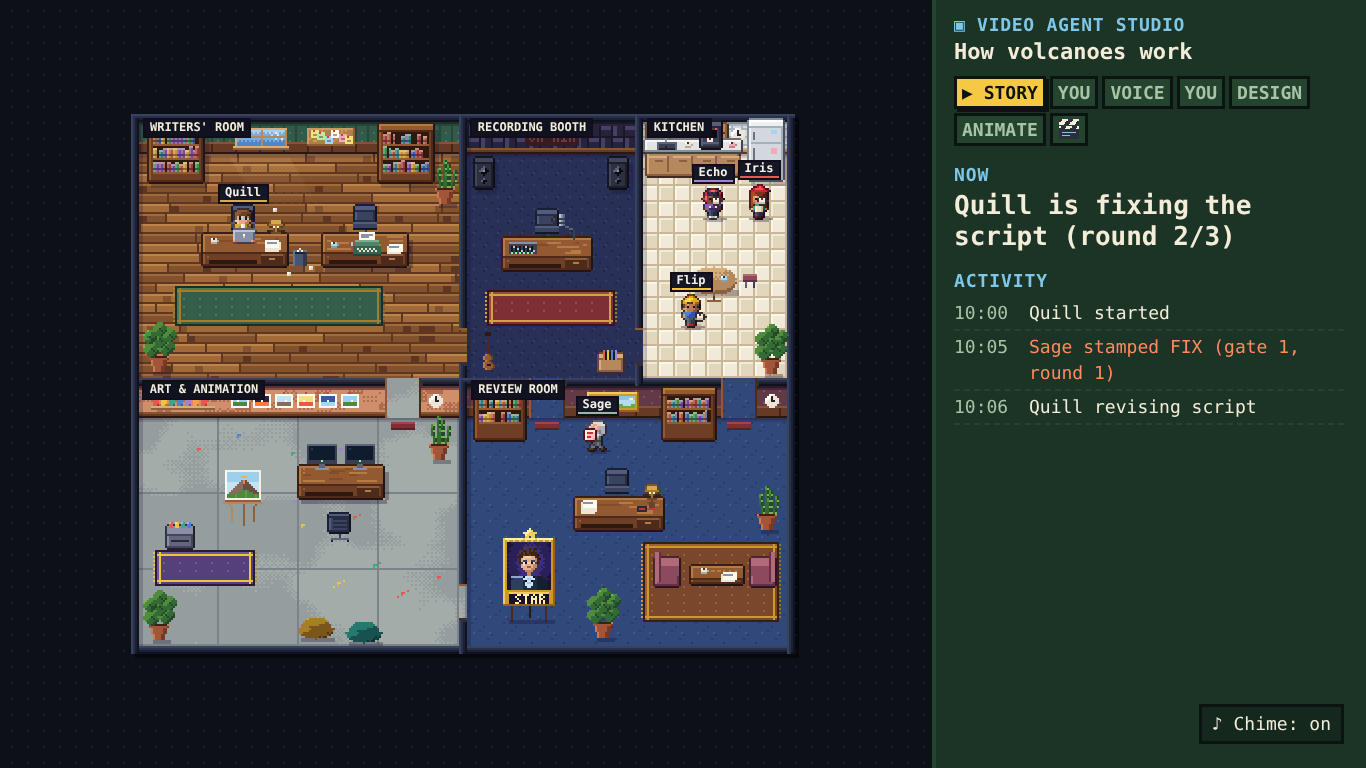 WRITERS' ROOM
RECORDING BOOTH
KITCHEN
Echo
Iris
Quill
Flip
ART & ANIMATION
REVIEW ROOM
Sage
STAR
▣ VIDEO AGENT STUDIO
How volcanoes work
▶ STORY
YOU
VOICE
YOU
DESIGN
ANIMATE
NOW
Quill is fixing the
script (round 2/3)
ACTIVITY
10:00 Quill started
10:05 Sage stamped FIX (gate 1,
round 1)
10:06 Quill revising script
♪ Chime: on